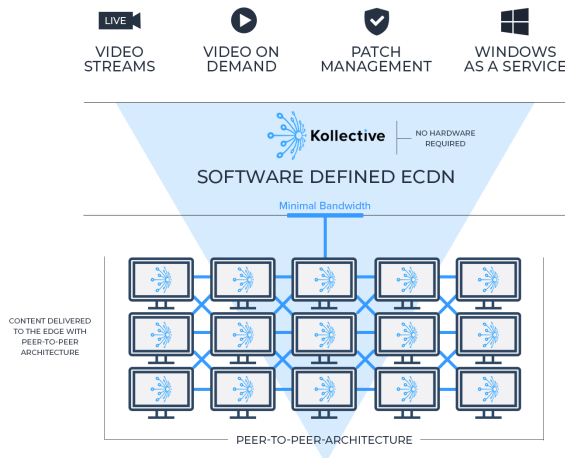 LIVE
VIDEO
STREAMS
VIDEO ON
DEMAND
PATCH
MANAGEMENT
WINDOWS
AS A SERVICE
Kollective
NO HARDWARE
REQUIRED
SOFTWARE DEFINED ECDN
Minimal Bandwidth
CONTENT DELIVERED
TO THE EDGE WITH
PEER-TO-PEER
ARCHITECTURE
PEER-TO-PEER-ARCHITECTURE